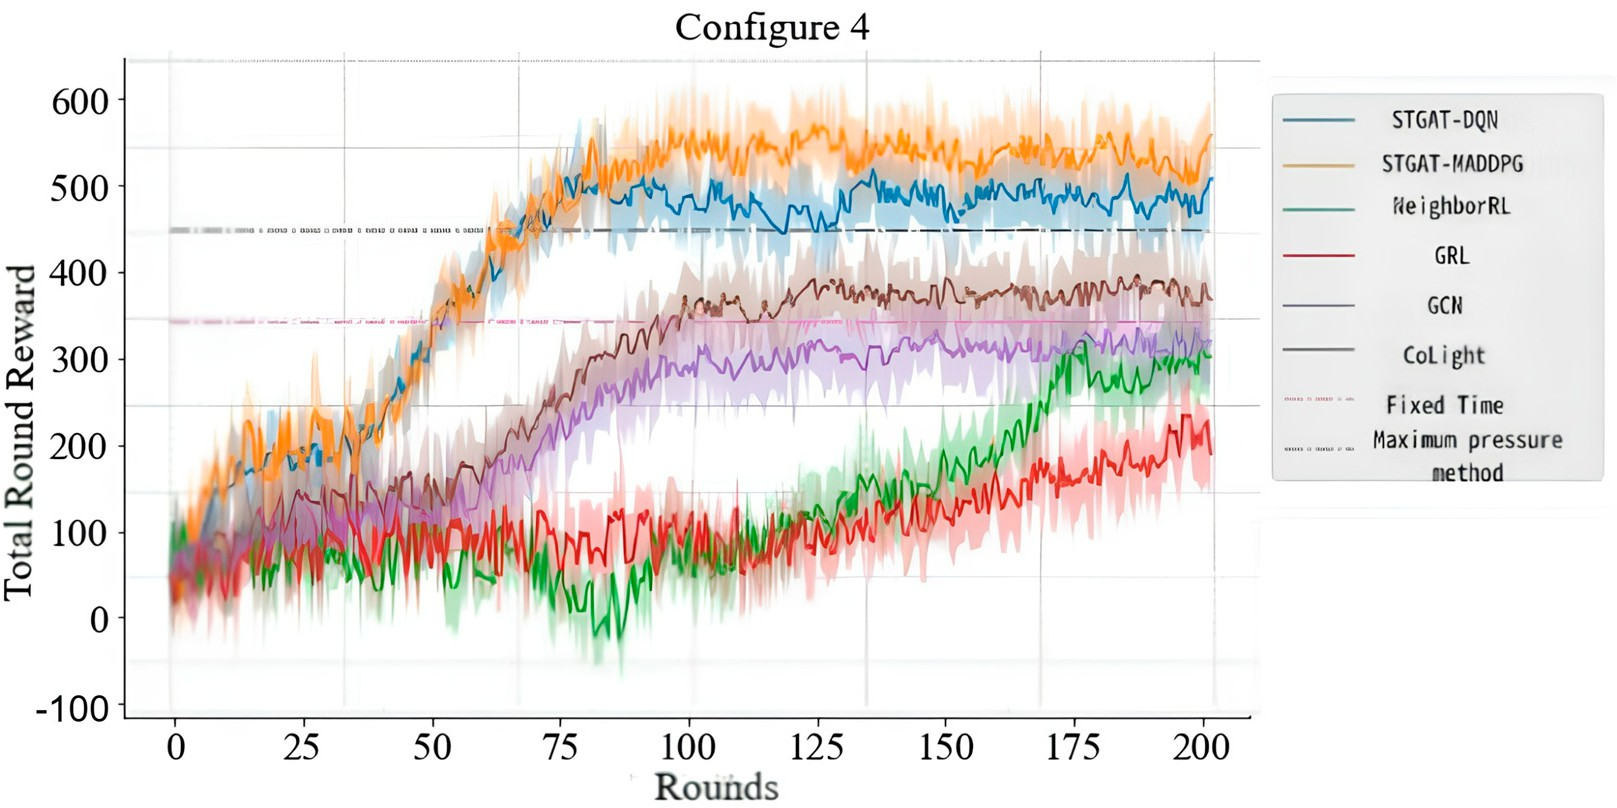 Configure 4
Total Round Reward
600
500
400
300
200
100
0
-100
0 25 50 75 100 125 150 175 200
Rounds
STGAT-DQN
STGAT-MADDPG
NeighborRL
GRL
GCN
CoLight
Fixed Time
Maximum pressure
method